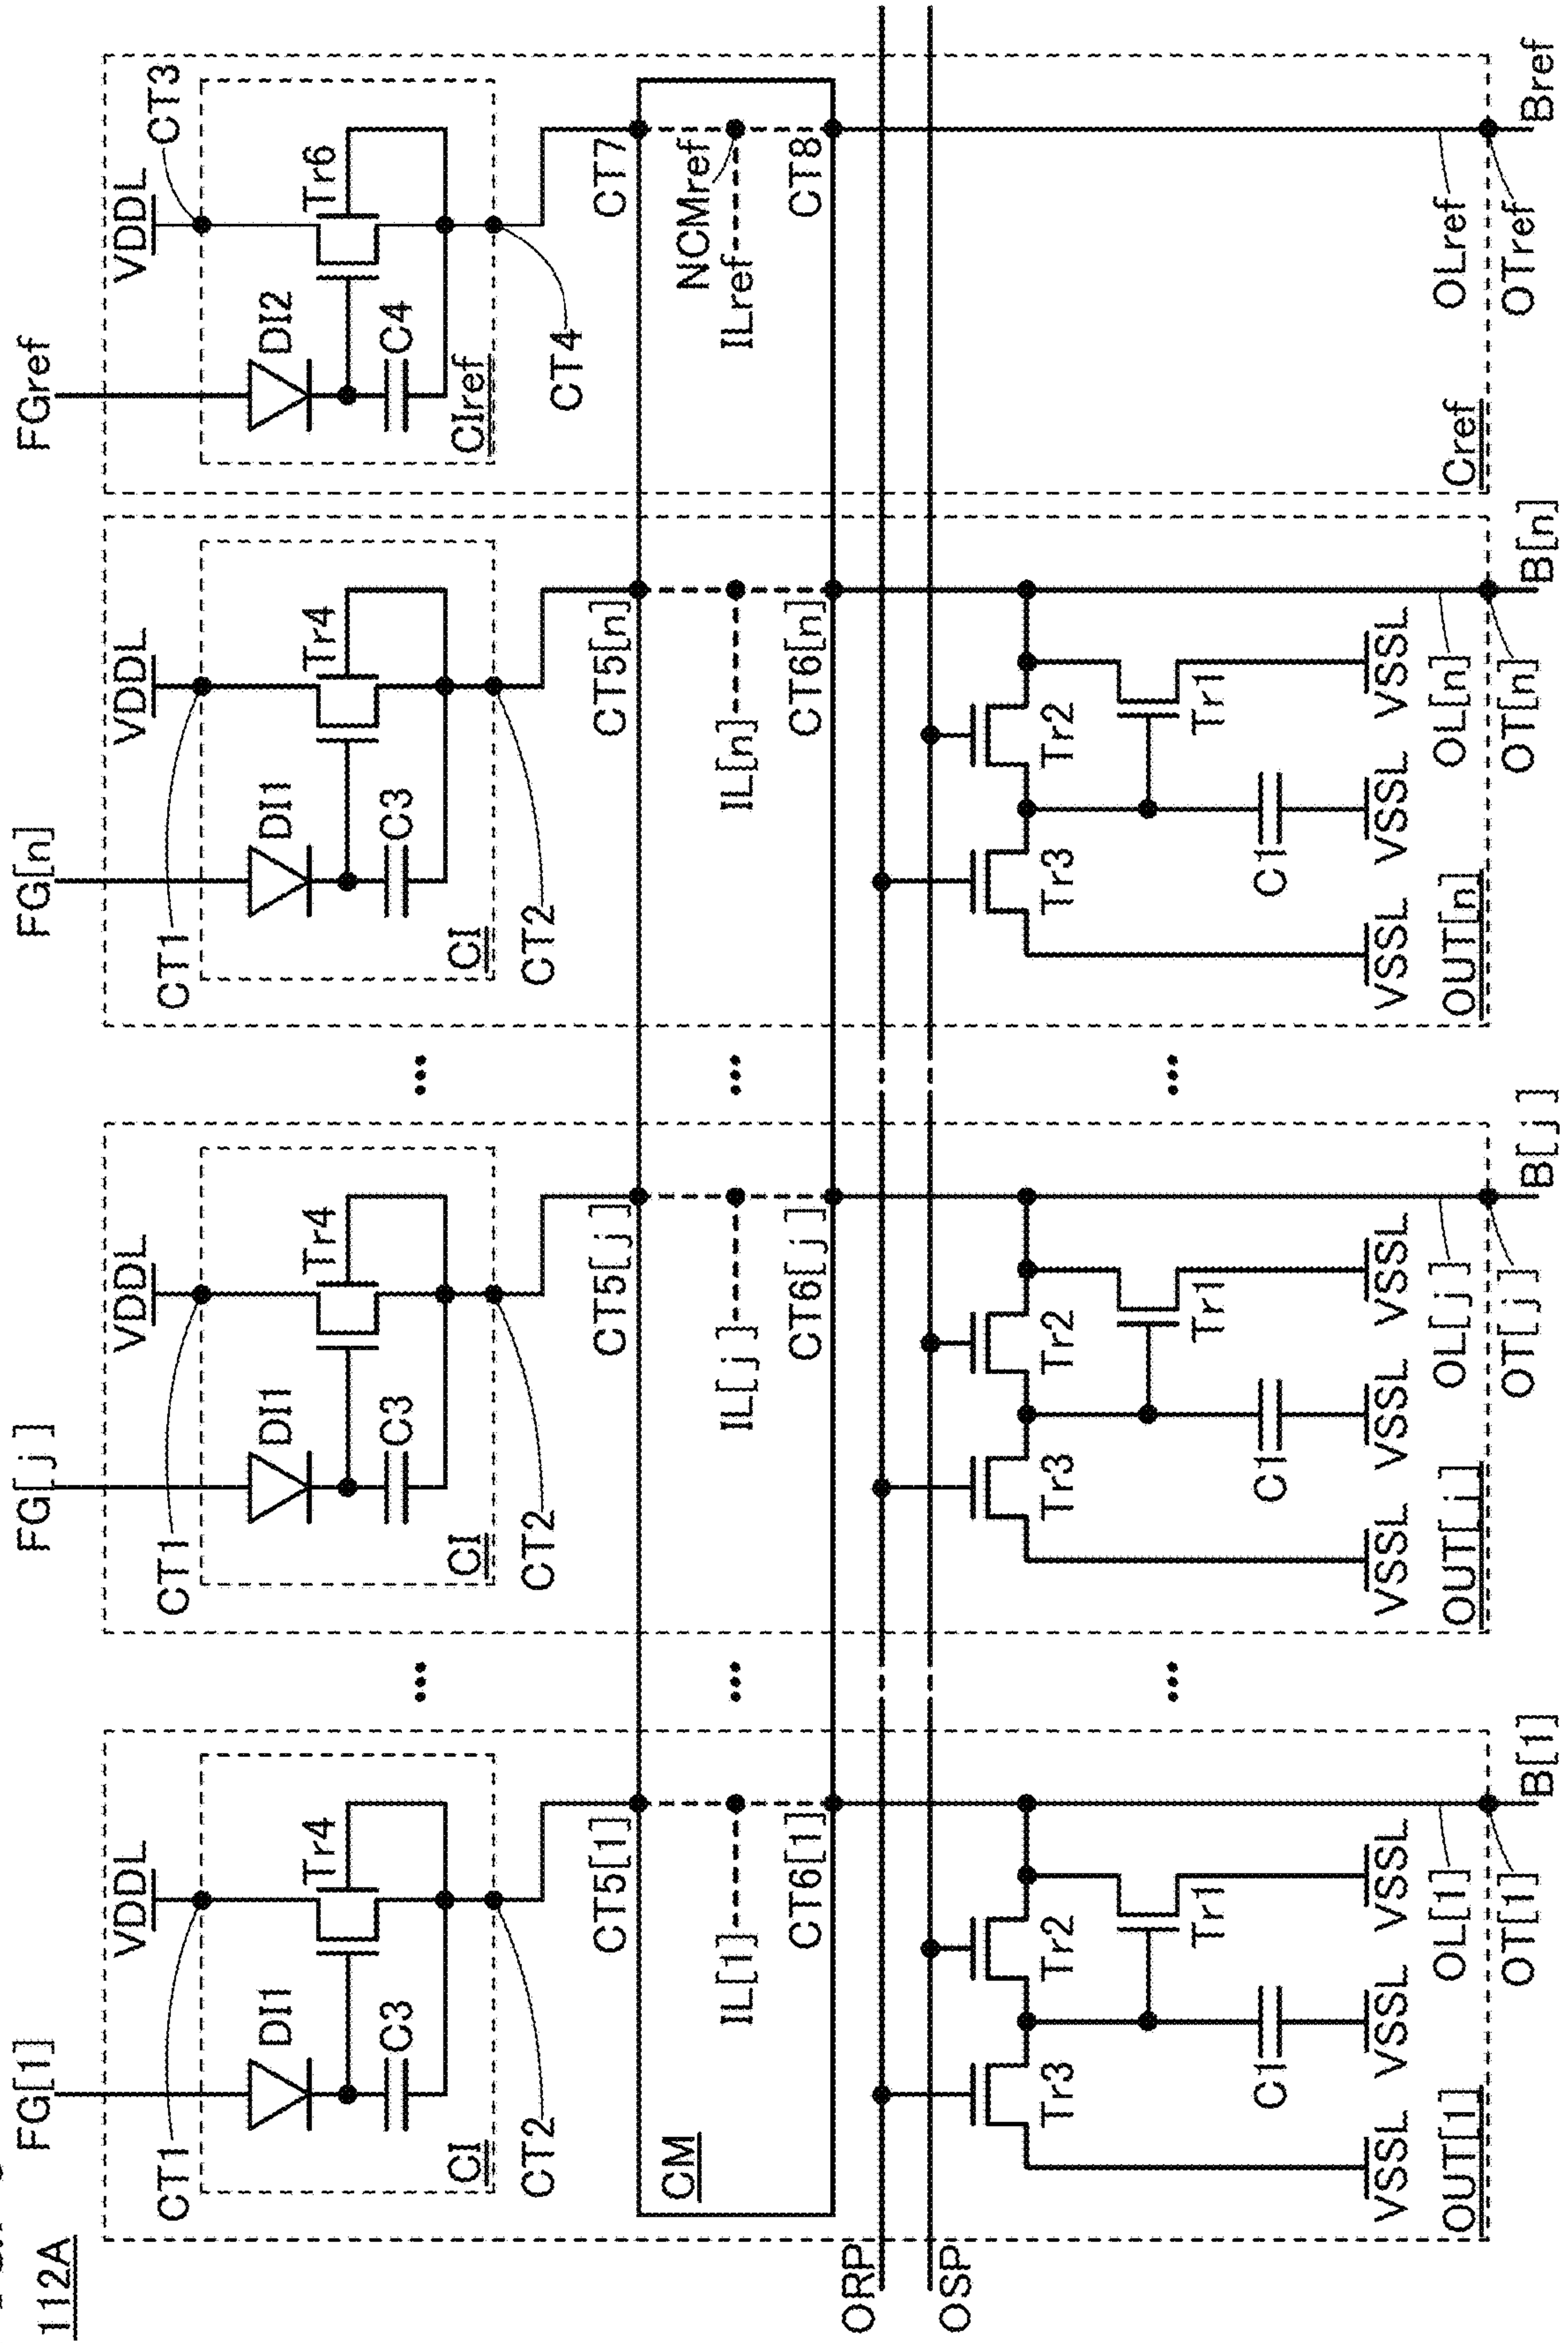 112A
FG[1]
FG[j]
FG[n]
FGref
VDDL
VDDL
VDDL
VDDL
CT1
CT1
CT1
CT3
DI1
Tr4
DI1
Tr4
DI1
Tr4
DI2
Tr6
C3
C3
C3
C4
CI
CI
CI
CIref
CT2
CT2
CT2
CT4
CT5[1]
CT5[j]
CT5[n]
CT7
CM
NCMref
IL[1]
IL[j]
IL[n]
ILref
CT6[1]
CT6[j]
CT6[n]
CT8
ORP
OSP
Tr3
Tr2
Tr3
Tr2
Tr3
Tr2
Tr1
Tr1
Tr1
C1
C1
C1
VSSL
VSSL
VSSL
VSSL
VSSL
VSSL
VSSL
VSSL
VSSL
OUT[1]
OL[1]
OUT[j]
OL[j]
OUT[n]
OL[n]
Cref
OLref
OT[1]
OT[j]
OT[n]
OTref
B[1]
B[j]
B[n]
Bref